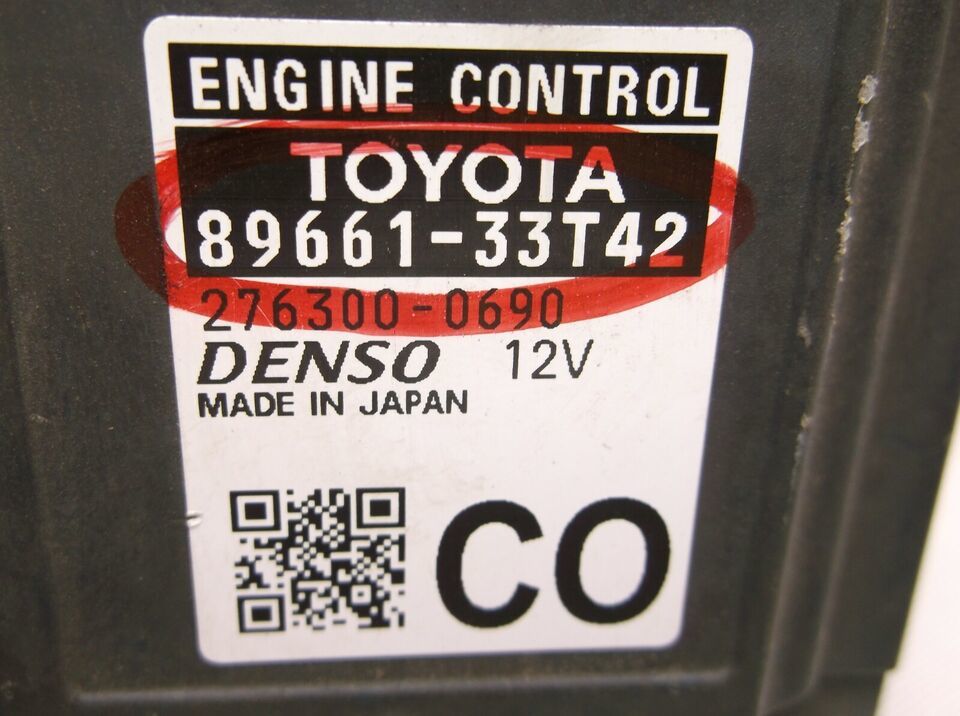 ENGINE CONTROL
TOYOTA
89661-33T42
276300-0690
DENSO 12V
MADE IN JAPAN
CO